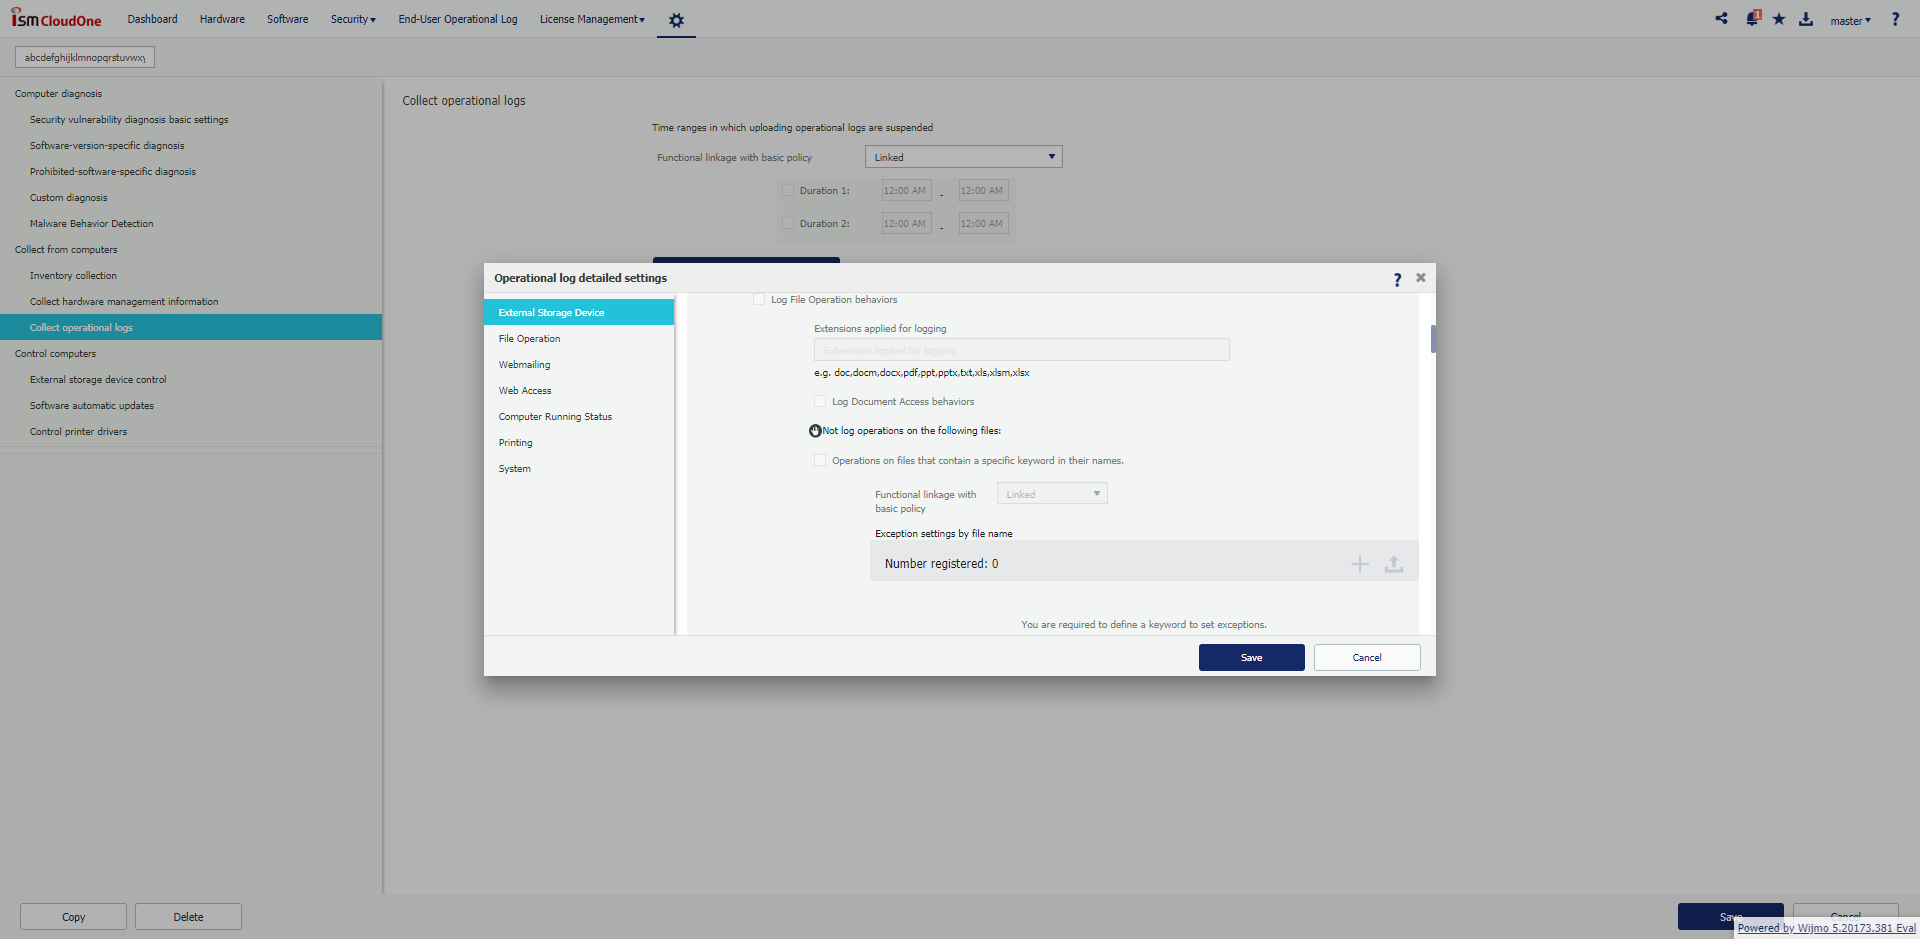 ism CloudOne
Dashboard
Hardware
Software
Security
End-User Operational Log
License Management
1
master
?
abcdefghijklmnopqrstuvwxy
Computer diagnosis
Security vulnerability diagnosis basic settings
Software-version-specific diagnosis
Prohibited-software-specific diagnosis
Custom diagnosis
Malware Behavior Detection
Collect from computers
Inventory collection
Collect hardware management information
Collect operational logs
Control computers
External storage device control
Software automatic updates
Control printer drivers
Collect operational logs
Time ranges in which uploading operational logs are suspended
Functional linkage with basic policy
Linked
Duration 1:
12:00 AM
-
12:00 AM
Duration 2:
12:00 AM
-
12:00 AM
Operational log detailed settings
?
External Storage Device
File Operation
Webmailing
Web Access
Computer Running Status
Printing
System
Log File Operation behaviors
Extensions applied for logging
Extensions applied for logging
e.g. doc,docm,docx,pdf,ppt,pptx,txt,xls,xlsm,xlsx
Log Document Access behaviors
Not log operations on the following files:
Operations on files that contain a specific keyword in their names.
Functional linkage with
basic policy
Linked
Exception settings by file name
Number registered: 0
You are required to define a keyword to set exceptions.
Save
Cancel
Copy
Delete
Save
Cancel
Powered by Wijmo 5.20173.381 Eval